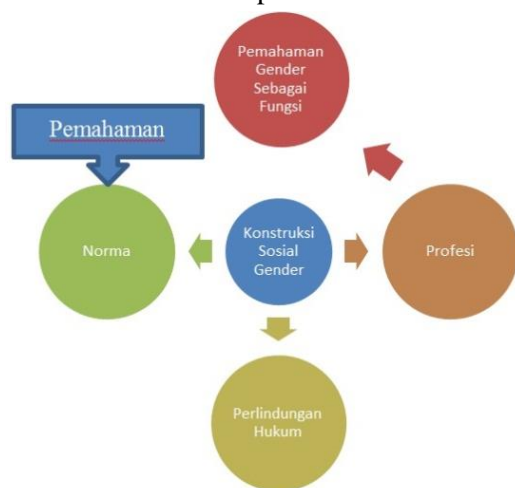 Pemahaman
Gender
Sebagai
Fungsi
Pemahaman
Norma
Konstruksi
Sosial
Gender
Profesi
Perlindungan
Hukum